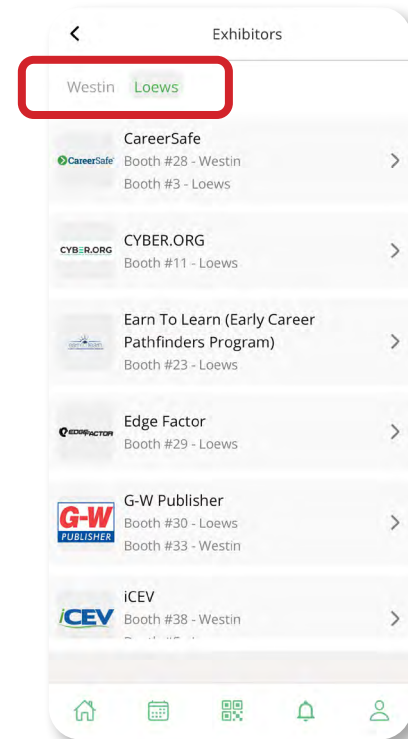 Exhibitors
Westin Loews
CareerSafe
CareerSafe
Booth #28 - Westin
Booth #3 - Loews
CYBER.ORG
CYBER.ORG
Booth #11 - Loews
Earn To Learn (Early Career
Pathfinders Program)
Booth #23 - Loews
EDGE FACTOR
Edge Factor
Booth #29 - Loews
G-W
PUBLISHER
G-W Publisher
Booth #30 - Loews
Booth #33 - Westin
iCEV
iCEV
Booth #38 - Westin